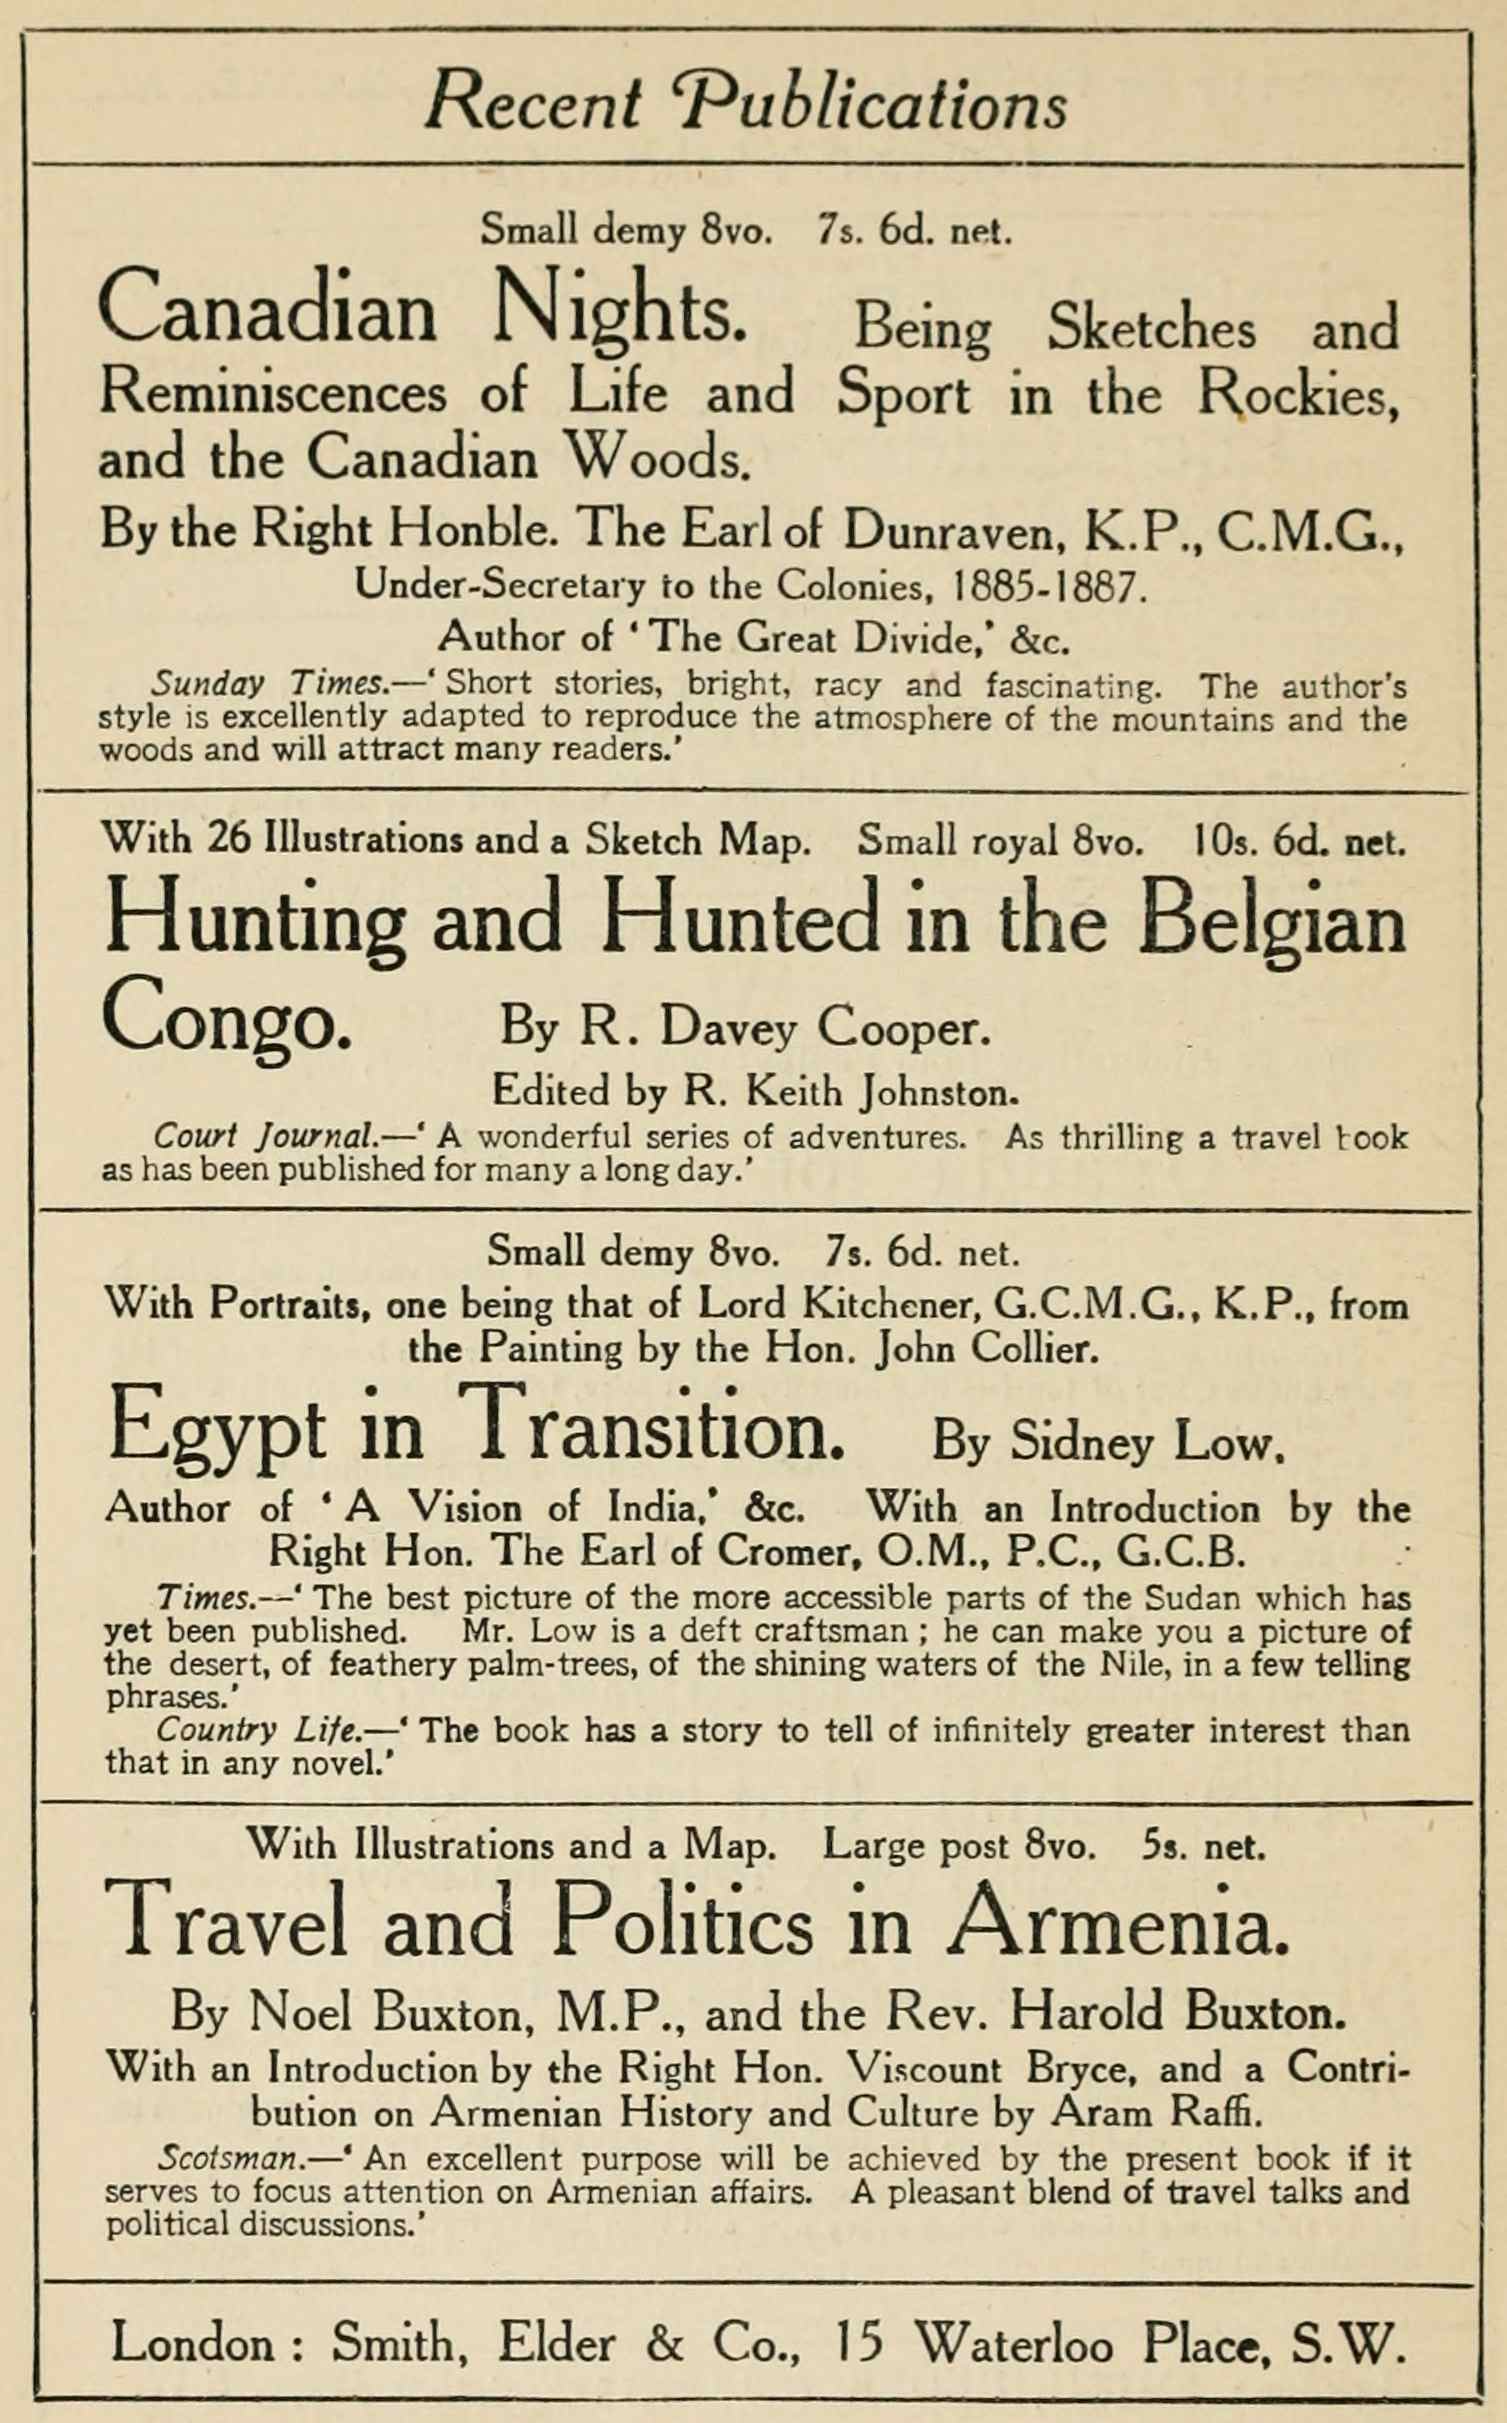 Recent Publications
Small demy 8vo. 7s. 6d. net.
Canadian Nights. Being Sketches and
Reminiscences of Life and Sport in the Rockies,
and the Canadian Woods.
By the Right Honble. The Earl of Dunraven, K.P., C.M.G.,
Under-Secretary to the Colonies, 1885-1887.
Author of ‘The Great Divide,’ &c.
Sunday Times.—‘Short stories, bright, racy and fascinating. The author's
style is excellently adapted to reproduce the atmosphere of the mountains and the
woods and will attract many readers.’
With 26 Illustrations and a Sketch Map. Small royal 8vo. 10s. 6d. net.
Hunting and Hunted in the Belgian
Congo. By R. Davey Cooper.
Edited by R. Keith Johnston.
Court Journal.—‘A wonderful series of adventures. As thrilling a travel book
as has been published for many a long day.’
Small demy 8vo. 7s. 6d. net.
With Portraits, one being that of Lord Kitchener, G.C.M.G., K.P., from
the Painting by the Hon. John Collier.
Egypt in Transition. By Sidney Low,
Author of ‘A Vision of India,’ &c. With an Introduction by the
Right Hon. The Earl of Cromer, O.M., P.C., G.C.B.
Times.—‘The best picture of the more accessible parts of the Sudan which has
yet been published. Mr. Low is a deft craftsman; he can make you a picture of
the desert, of feathery palm-trees, of the shining waters of the Nile, in a few telling
phrases.’
Country Life.—‘The book has a story to tell of infinitely greater interest than
that in any novel.’
With Illustrations and a Map. Large post 8vo. 5s. net.
Travel and Politics in Armenia.
By Noel Buxton, M.P., and the Rev. Harold Buxton.
With an Introduction by the Right Hon. Viscount Bryce, and a Contri-
bution on Armenian History and Culture by Aram Raffi.
Scotsman.—‘An excellent purpose will be achieved by the present book if it
serves to focus attention on Armenian affairs. A pleasant blend of travel talks and
political discussions.’
London: Smith, Elder & Co., 15 Waterloo Place, S.W.